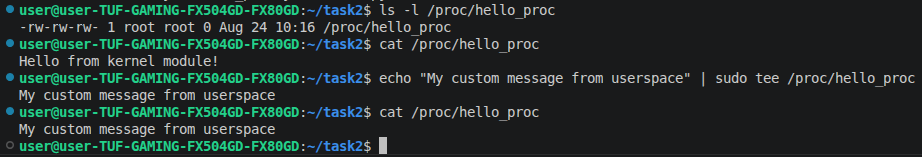 user@user-TUF-GAMING-FX504GD-FX80GD:~/task2$ ls -l /proc/hello_proc
-rw-rw-rw- 1 root root 0 Aug 24 10:16 /proc/hello_proc
user@user-TUF-GAMING-FX504GD-FX80GD:~/task2$ cat /proc/hello_proc
Hello from kernel module!
user@user-TUF-GAMING-FX504GD-FX80GD:~/task2$ echo "My custom message from userspace" | sudo tee /proc/hello_proc
My custom message from userspace
user@user-TUF-GAMING-FX504GD-FX80GD:~/task2$ cat /proc/hello_proc
My custom message from userspace
user@user-TUF-GAMING-FX504GD-FX80GD:~/task2$